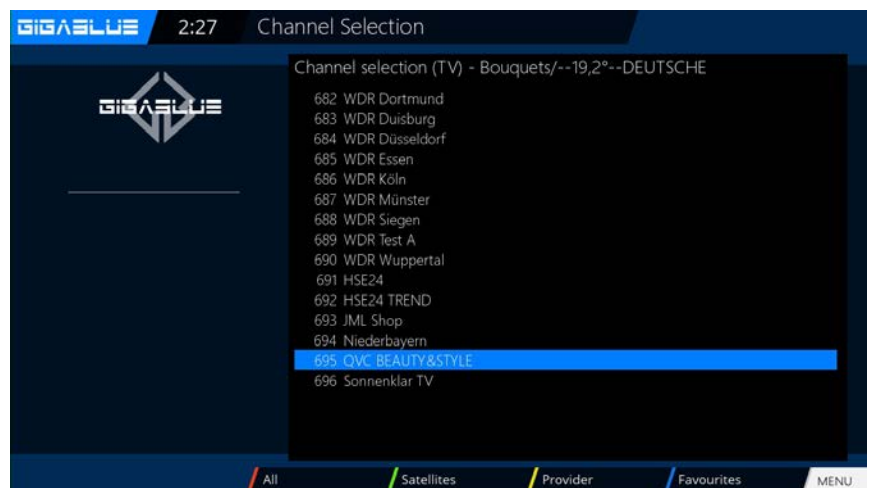 GIGABLUE 2:27 Channel Selection
Channel selection (TV) - Bouquets/--19,2°--DEUTSCHE
GIGABLUE
682 WDR Dortmund
683 WDR Duisburg
684 WDR Düsseldorf
685 WDR Essen
686 WDR Köln
687 WDR Münster
688 WDR Siegen
689 WDR Test A
690 WDR Wuppertal
691 HSE24
692 HSE24 TREND
693 JML Shop
694 Niederbayern
695 QVC BEAUTY&STYLE
696 Sonnenklar TV
All Satellites Provider Favourites MENU